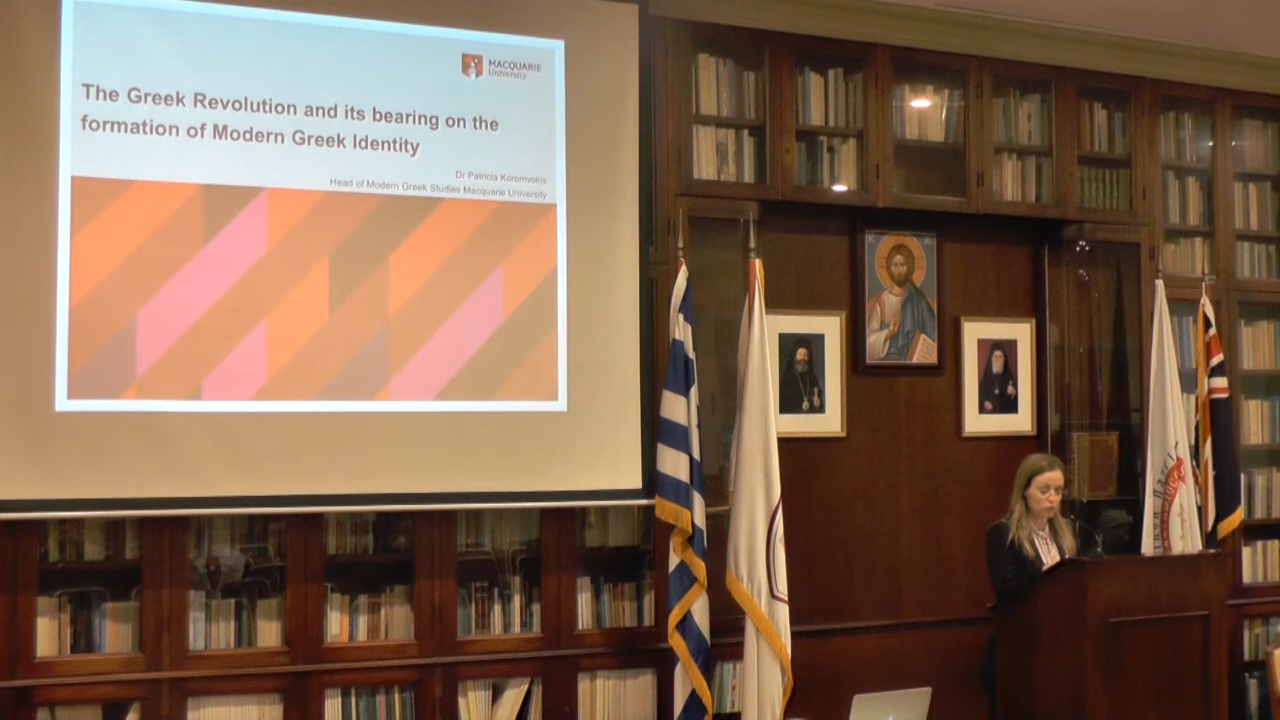 MACQUARIE
University
The Greek Revolution and its bearing on the
formation of Modern Greek Identity
Dr Patricia Koromvokis
Head of Modern Greek Studies Macquarie University